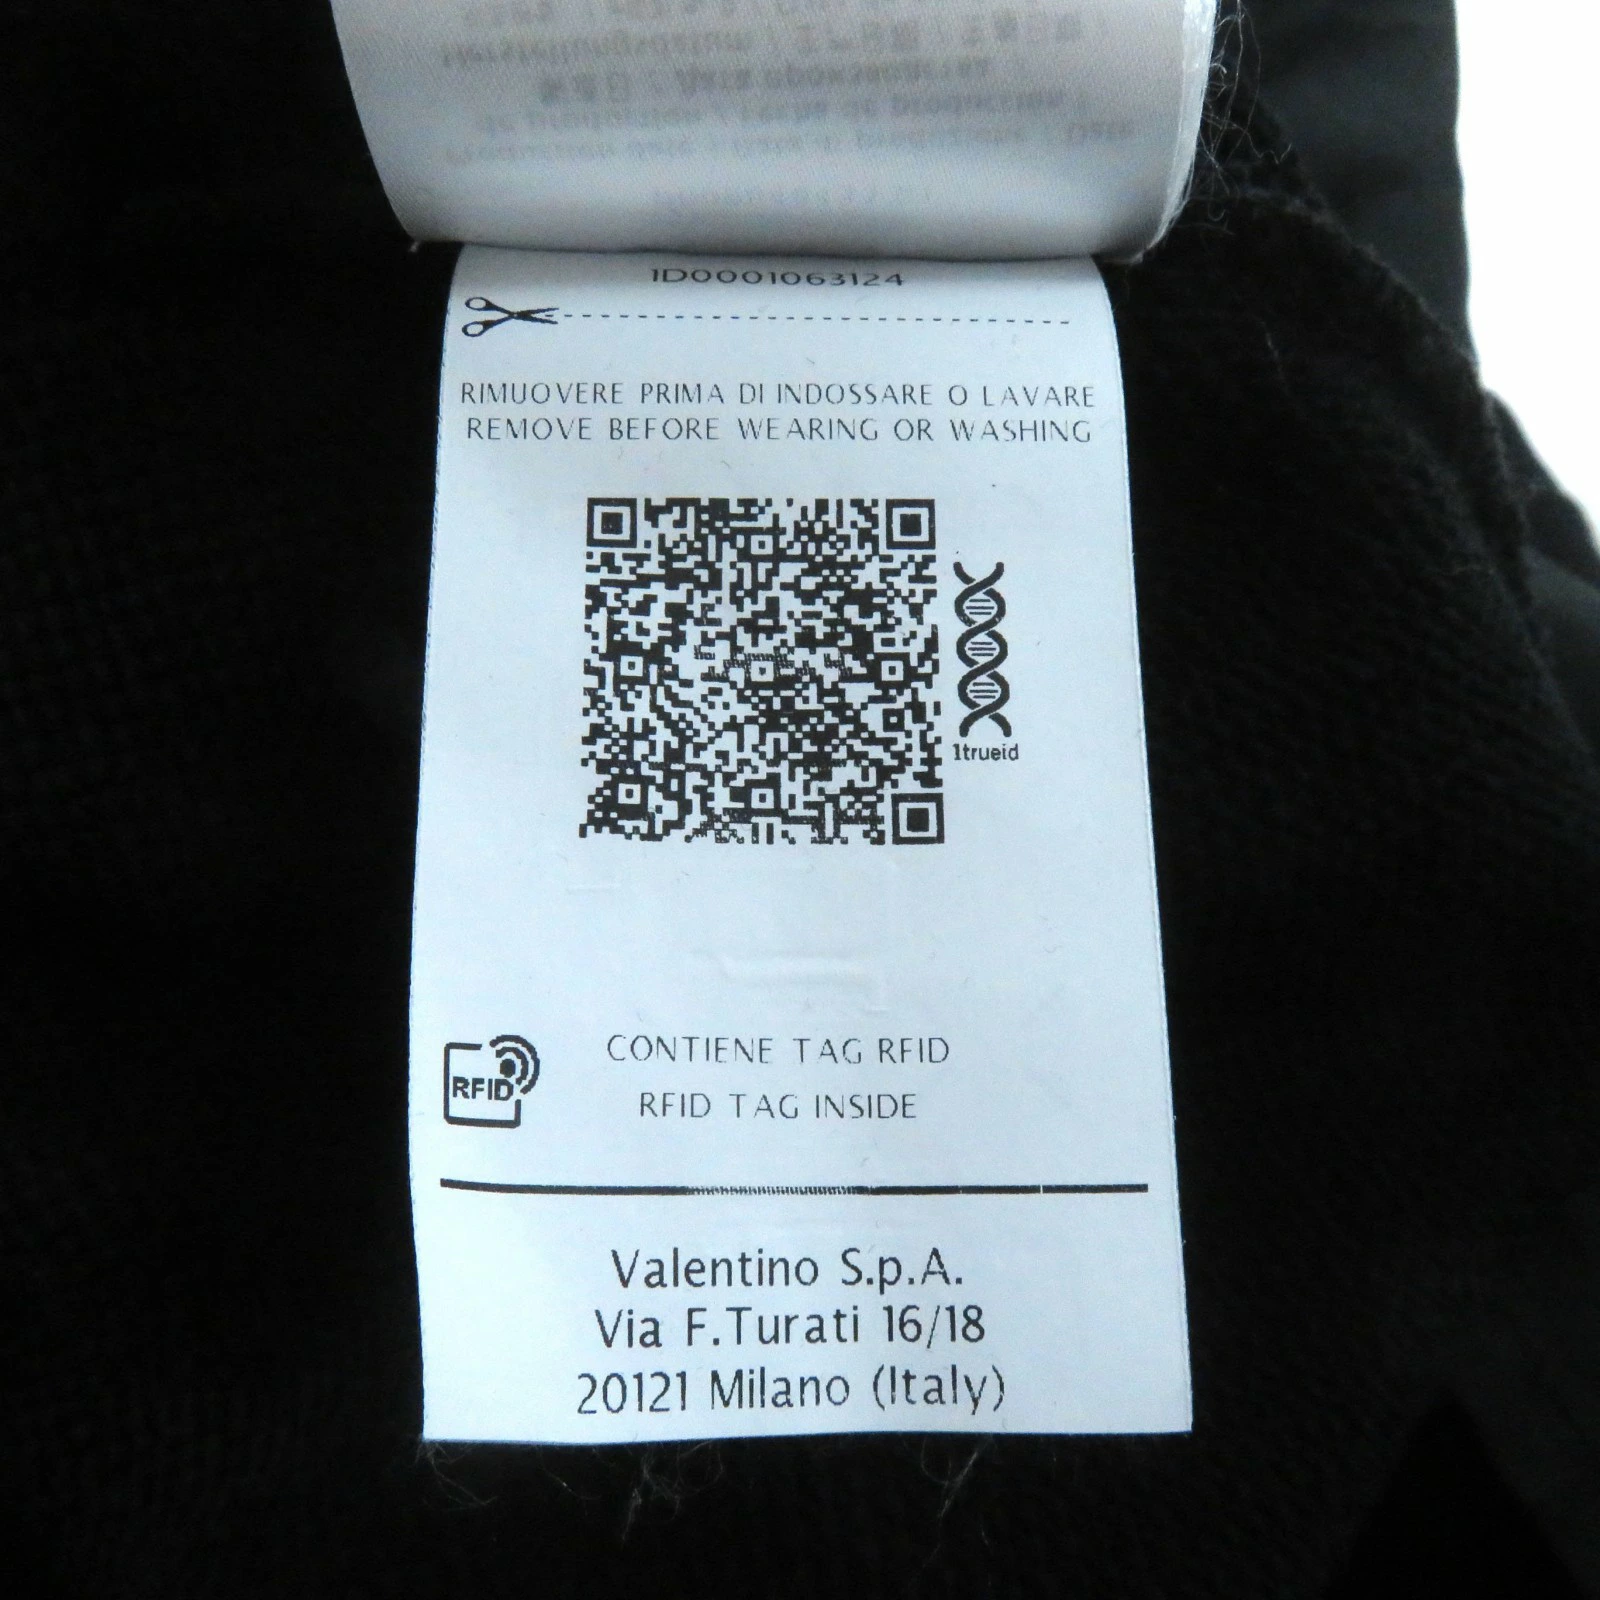 1D0001063124
RIMUOVERE PRIMA DI INDOSSARE O LAVARE
REMOVE BEFORE WEARING OR WASHING
1trueid
RFID
CONTIENE TAG RFID
RFID TAG INSIDE
Valentino S.p.A.
Via F.Turati 16/18
20121 Milano (Italy)